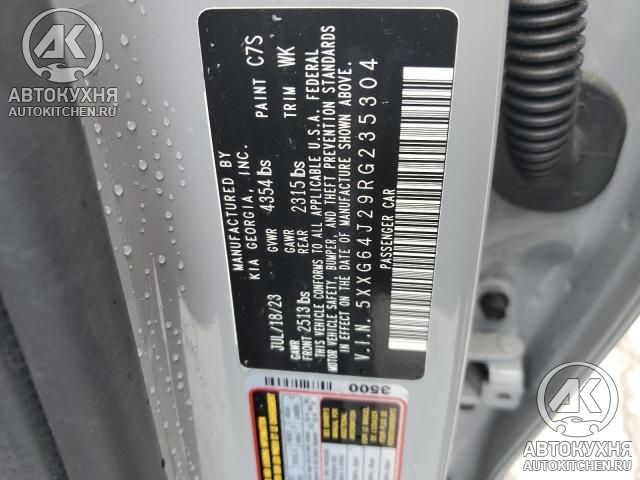 MANUFACTURED BY
KIA GEORGIA, INC.
JUL/18/23 GVWR 4354 lbs PAINT C7S
GAWR FRONT 2513 lbs GAWR REAR 2315 lbs TRIM WK
THIS VEHICLE CONFORMS TO ALL APPLICABLE U.S.A. FEDERAL
MOTOR VEHICLE SAFETY, BUMPER, AND THEFT PREVENTION STANDARDS
IN EFFECT ON THE DATE OF MANUFACTURE SHOWN ABOVE.
V.I.N. 5XXG64J29RG235304
PASSENGER CAR
3500
АВТОКУХНЯ
AUTOKITCHEN.RU
АВТОКУХНЯ
AUTOKITCHEN.RU